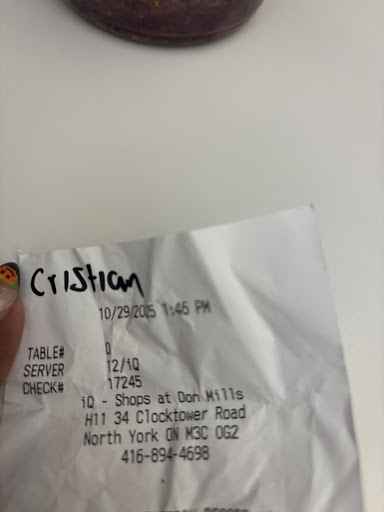 Cristian
10/29/2015 1:45 PM
TABLE# 0
SERVER 12/iQ
CHECK# 17245
iQ - Shops at Don Mills
H11 34 Clocktower Road
North York ON M3C 0G2
416-894-4698